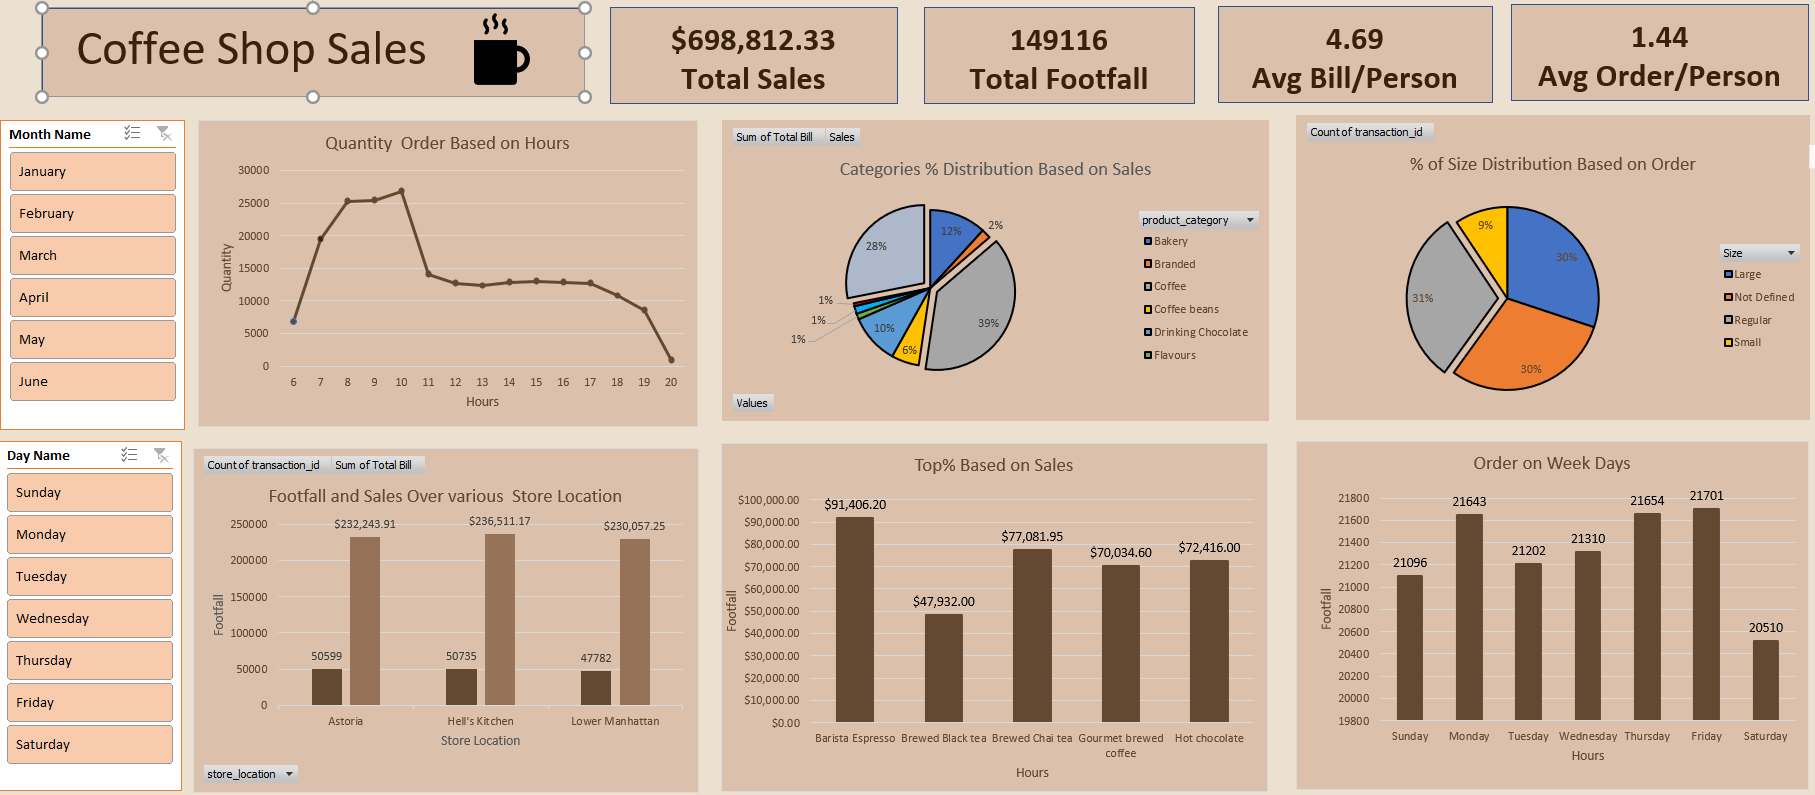 Coffee Shop Sales
$698,812.33
Total Sales
149116
Total Footfall
4.69
Avg Bill/Person
1.44
Avg Order/Person
Month Name
January
February
March
April
May
June
Quantity  Order Based on Hours
30000
25000
20000
15000
10000
5000
0
Quantity
6 7 8 9 10 11 12 13 14 15 16 17 18 19 20
Hours
Sum of Total Bill Sales
Categories % Distribution Based on Sales
28%
12%
2%
39%
6%
10%
1%
1%
1%
product_category
Bakery
Branded
Coffee
Coffee beans
Drinking Chocolate
Flavours
Values
Count of transaction_id
% of Size Distribution Based on Order
9%
30%
31%
30%
Size
Large
Not Defined
Regular
Small
Day Name
Sunday
Monday
Tuesday
Wednesday
Thursday
Friday
Saturday
Count of transaction_id Sum of Total Bill
Footfall and Sales Over various  Store Location
250000
200000
150000
100000
50000
0
Footfall
$232,243.91
$236,511.17
$230,057.25
50599
50735
47782
Astoria Hell's Kitchen Lower Manhattan
Store Location
store_location
Top% Based on Sales
$100,000.00
$90,000.00
$80,000.00
$70,000.00
$60,000.00
$50,000.00
$40,000.00
$30,000.00
$20,000.00
$10,000.00
$0.00
Footfall
$91,406.20
$47,932.00
$77,081.95
$70,034.60
$72,416.00
Barista Espresso Brewed Black tea Brewed Chai tea Gourmet brewed Hot chocolate
coffee
Hours
Order on Week Days
21800
21600
21400
21200
21000
20800
20600
20400
20200
20000
19800
Footfall
21096
21643
21202
21310
21654
21701
20510
Sunday Monday Tuesday Wednesday Thursday Friday Saturday
Hours